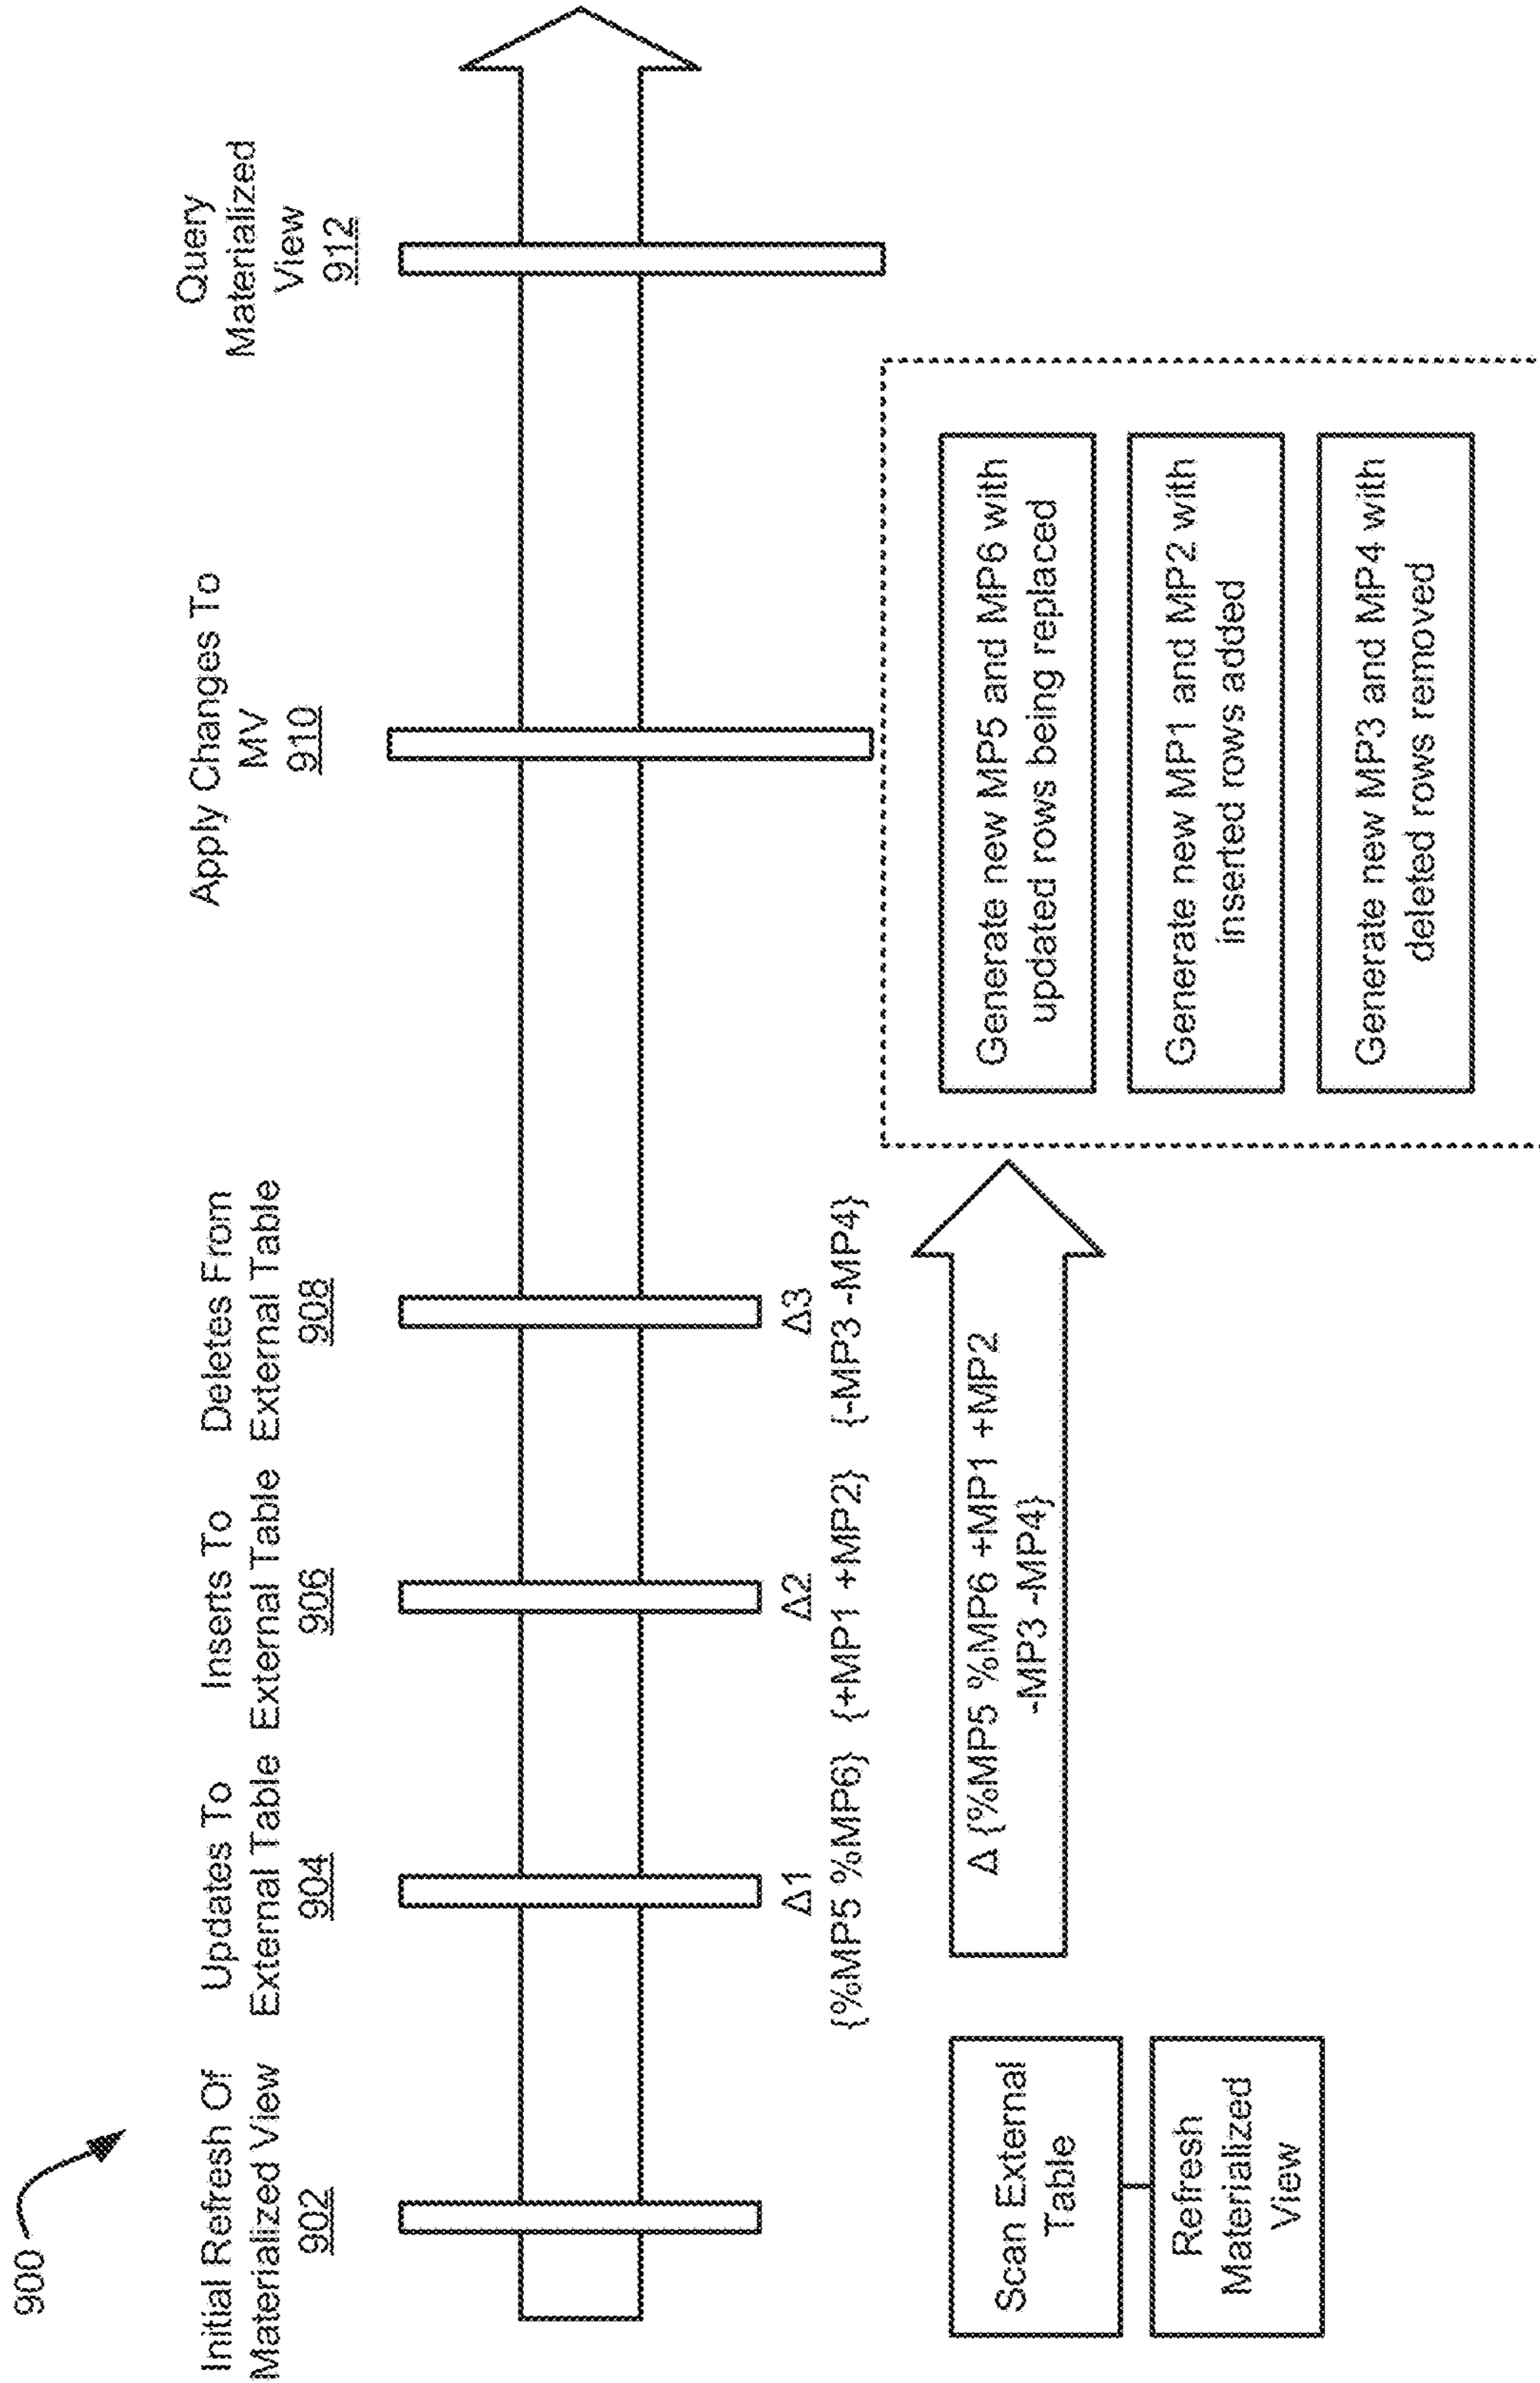 900
Initial Refresh Of
Materialized View
902
Updates To
External Table
904
Inserts To
External Table
906
Deletes From
External Table
908
Apply Changes To
MV
910
Query
Materialized
View
912
Δ1
{%MP5 %MP6}
Δ2
{+MP1 +MP2}
Δ3
{-MP3 -MP4}
Scan External
Table
Refresh
Materialized
View
Δ {%MP5 %MP6 +MP1 +MP2
-MP3 -MP4}
Generate new MP5 and MP6 with
updated rows being replaced
Generate new MP1 and MP2 with
inserted rows added
Generate new MP3 and MP4 with
deleted rows removed